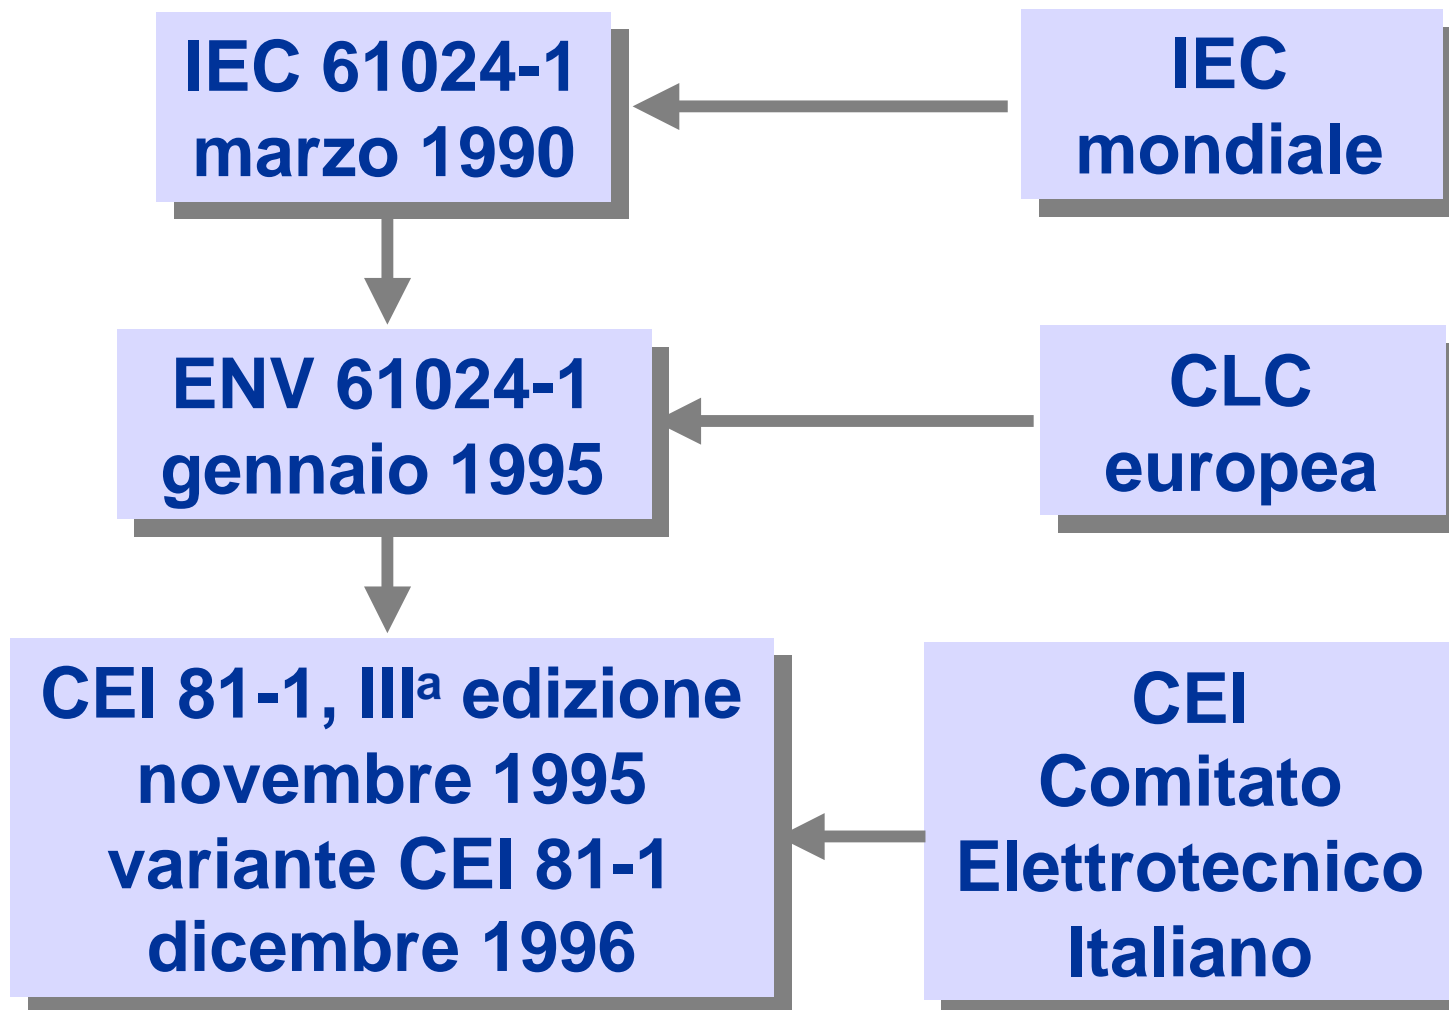 IEC 61024-1
marzo 1990
IEC
mondiale
ENV 61024-1
gennaio 1995
CLC
europea
CEI 81-1, IIIª edizione
novembre 1995
variante CEI 81-1
dicembre 1996
CEI
Comitato
Elettrotecnico
Italiano